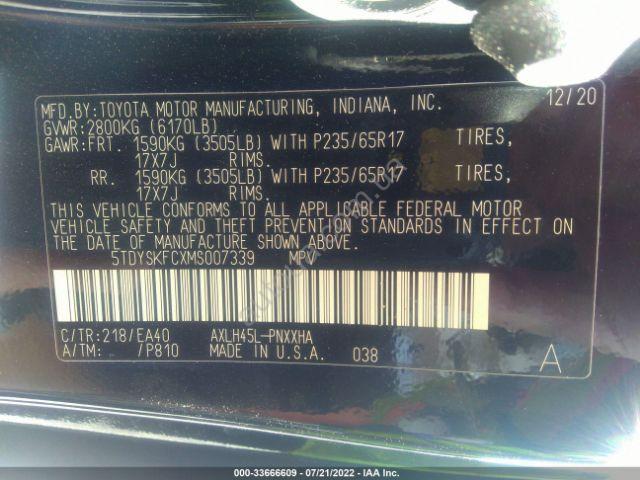 MFD.BY:TOYOTA MOTOR MANUFACTURING, INDIANA, INC. 12/20
GVWR:2800KG (6170LB)
GAWR:FRT. 1590KG (3505LB) WITH P235/65R17 TIRES,
17X7J RIMS.
RR. 1590KG (3505LB) WITH P235/65R17 TIRES,
17X7J RIMS.
THIS VEHICLE CONFORMS TO ALL APPLICABLE FEDERAL MOTOR
VEHICLE SAFETY AND THEFT PREVENTION STANDARDS IN EFFECT ON
THE DATE OF MANUFACTURE SHOWN ABOVE.
5TDYSKFCXMS007339 MPV
C/TR:218/EA40 AXLH45L-PNXXHA
A/TM: /P810 MADE IN U.S.A. 038 A
000-33666609 - 07/21/2022 - IAA Inc.